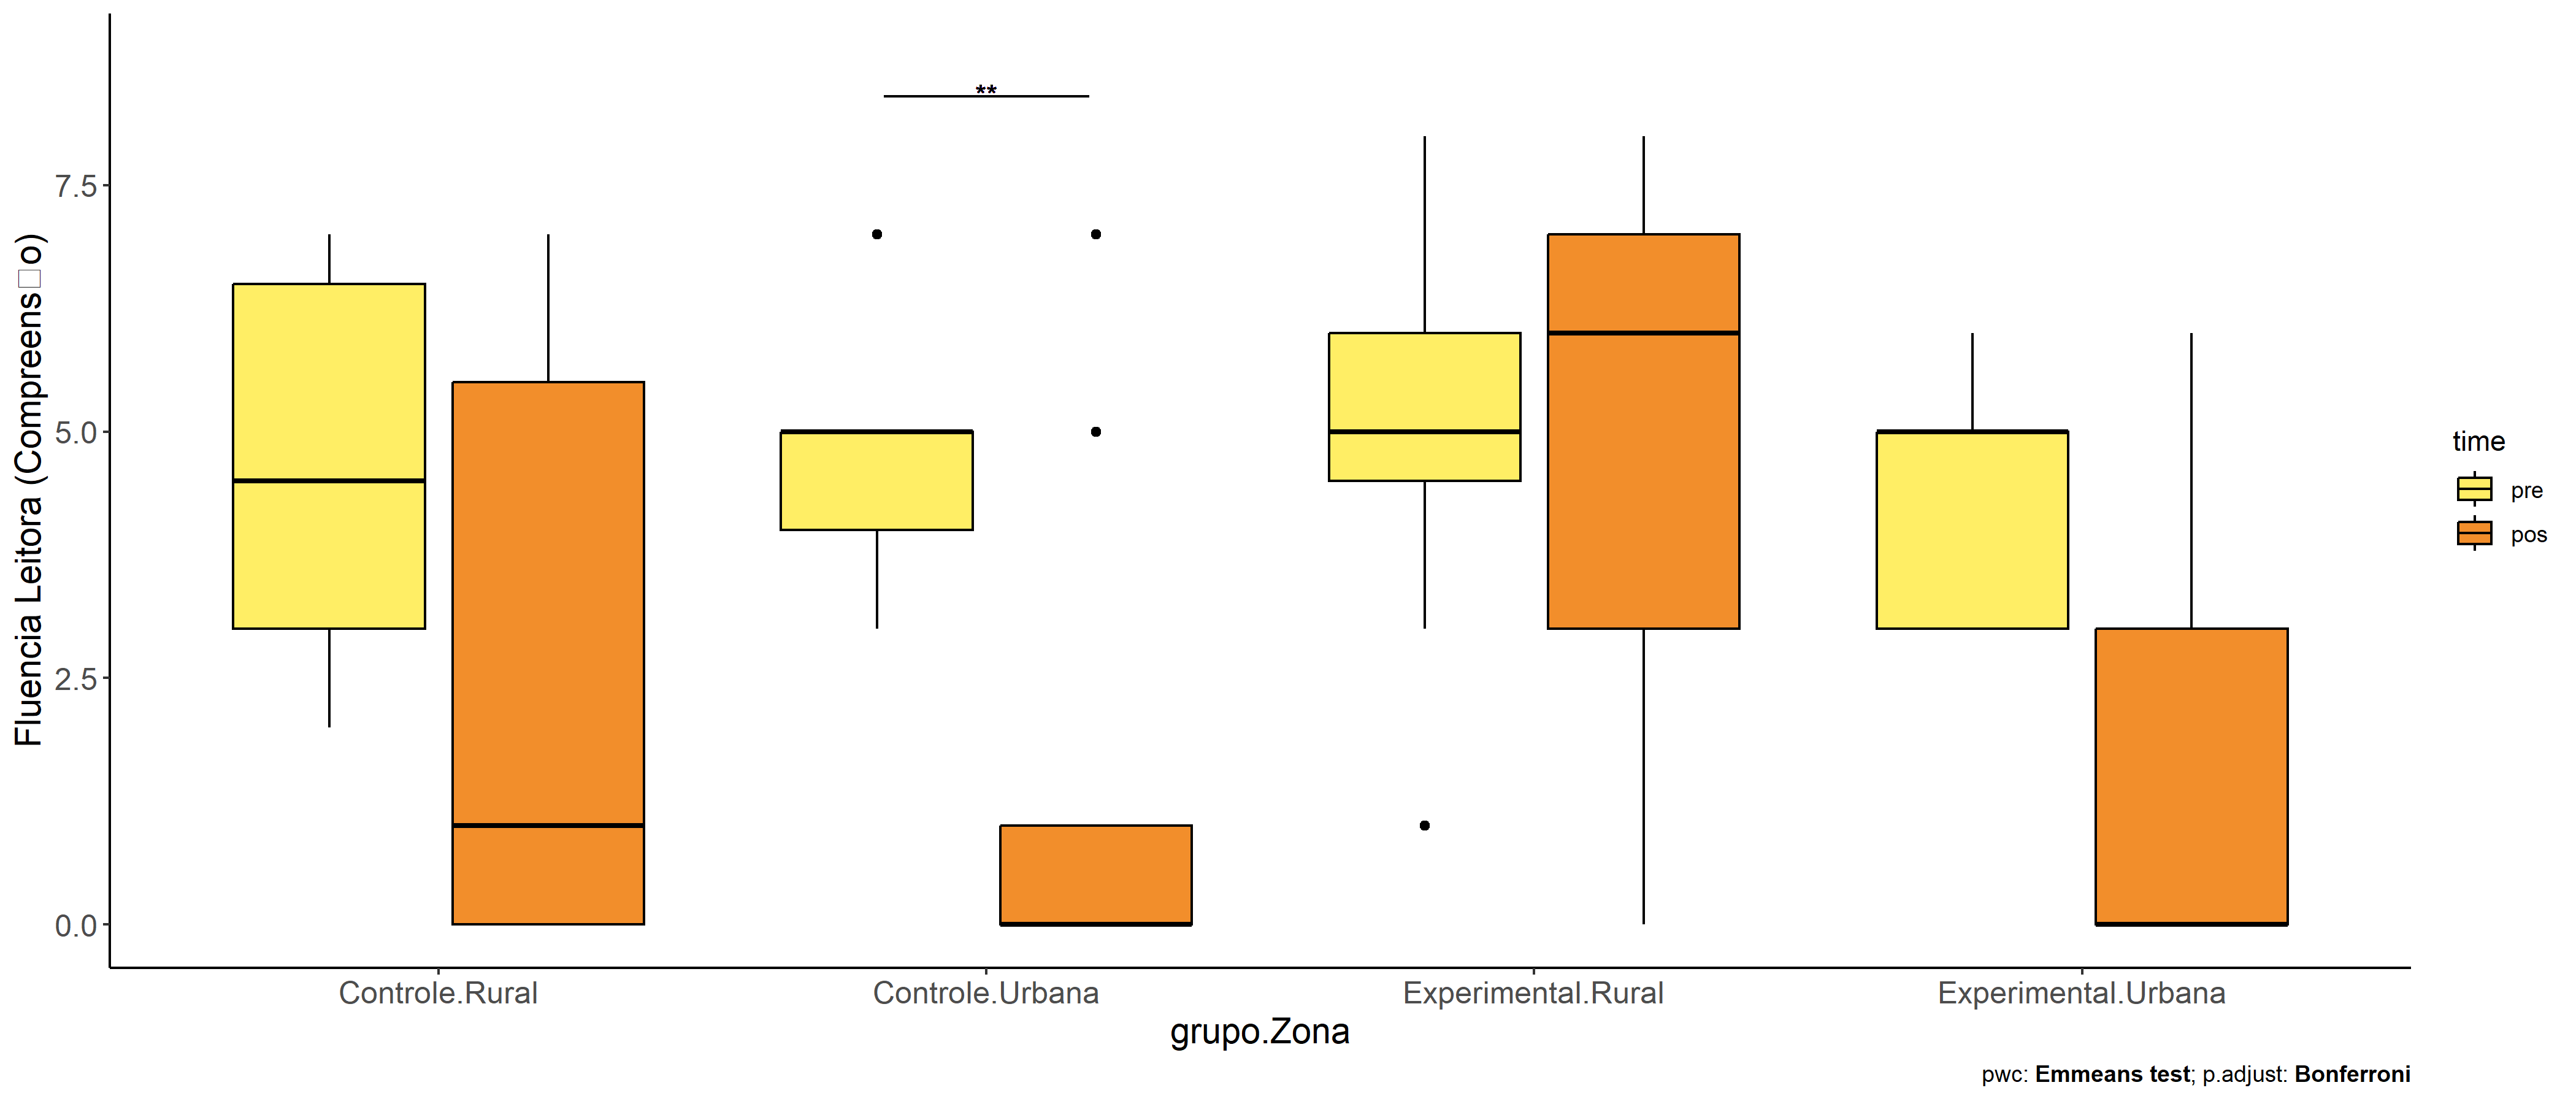 Fluencia Leitora (Compreens□o)
7.5
5.0
2.5
0.0
**
Controle.Rural
Controle.Urbana
Experimental.Rural
Experimental.Urbana
grupo.Zona
time
pre
pos
pwc: Emmeans test; p.adjust: Bonferroni